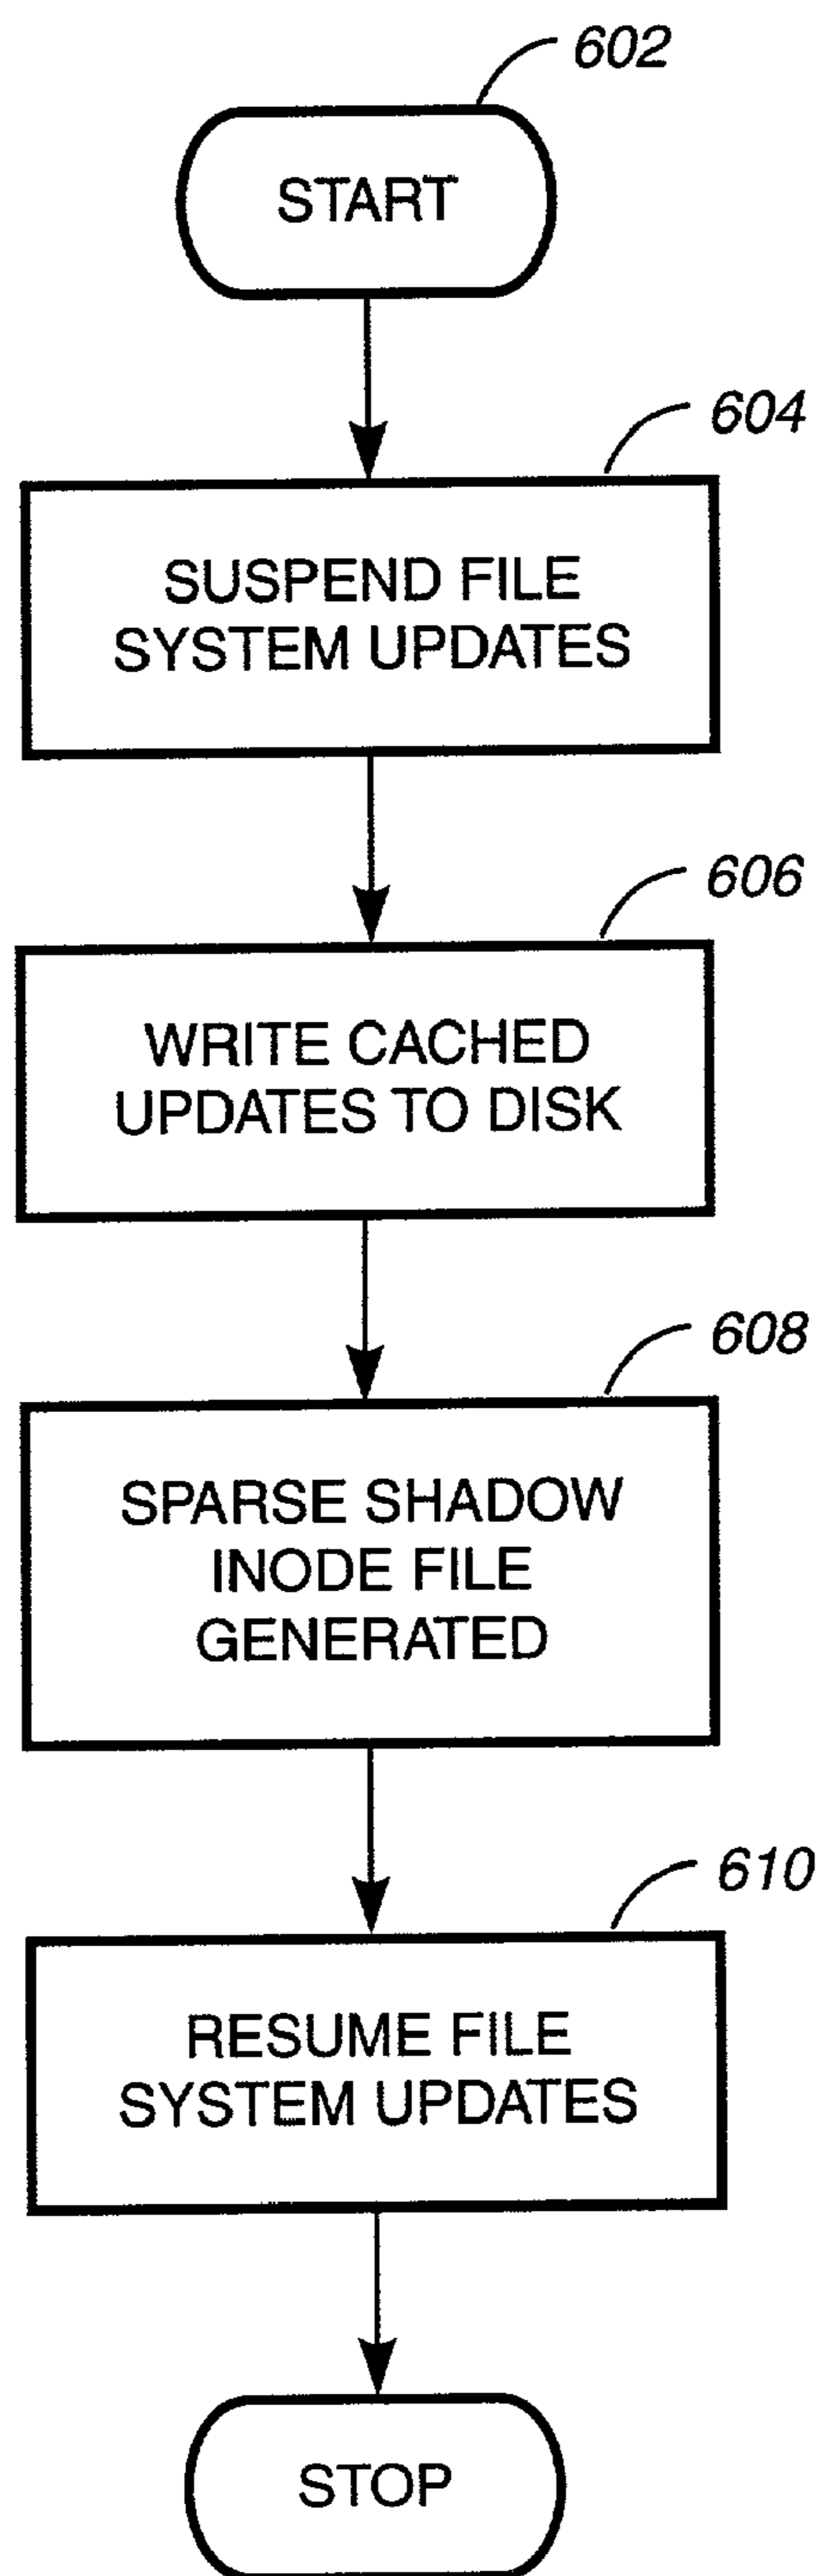 602
START
604
SUSPEND FILE
SYSTEM UPDATES
606
WRITE CACHED
UPDATES TO DISK
608
SPARSE SHADOW
INODE FILE
GENERATED
610
RESUME FILE
SYSTEM UPDATES
STOP